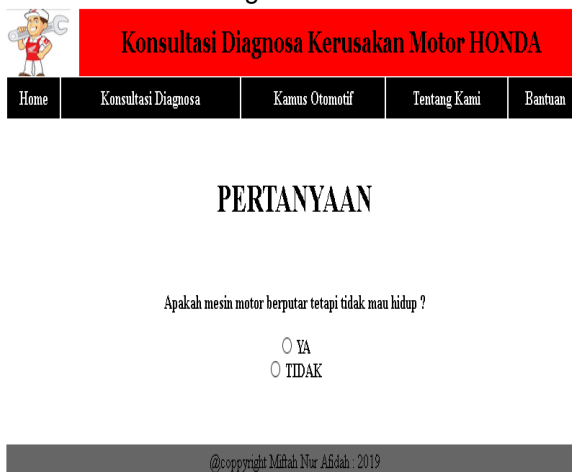 Konsultasi Diagnosa Kerusakan Motor HONDA
Home Konsultasi Diagnosa Kamus Otomotif Tentang Kami Bantuan
PERTANYAAN
Apakah mesin motor berputar tetapi tidak mau hidup ?
YA
TIDAK
@coppyright Miftah Nur Afidah : 2019